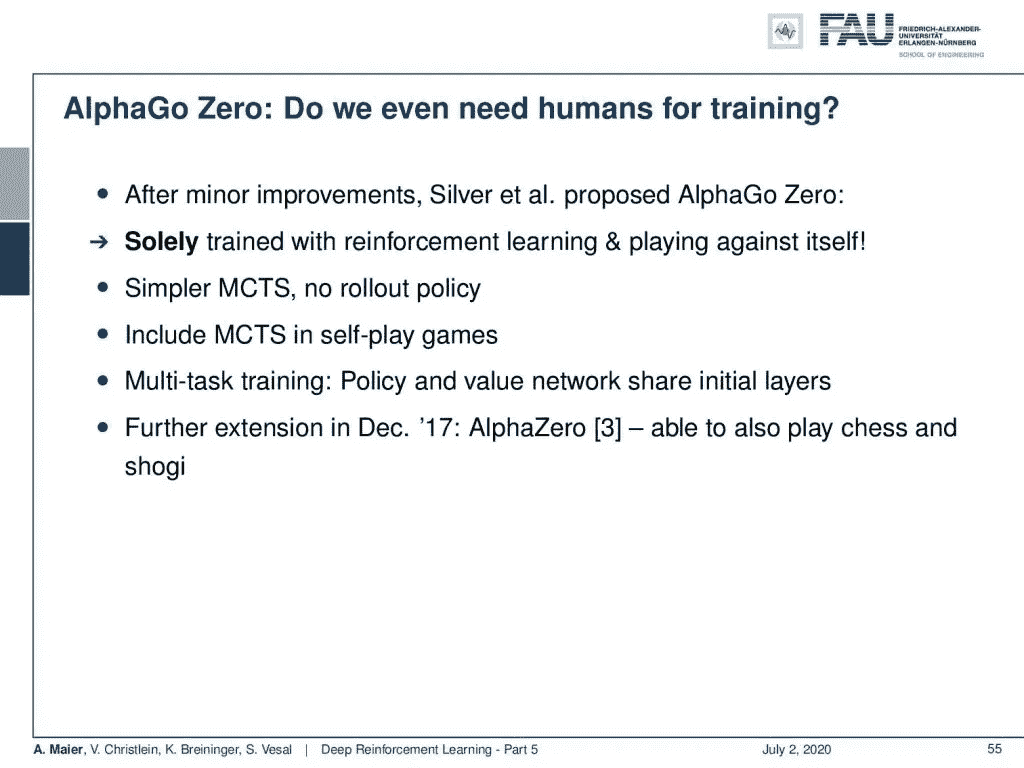 FAU
FRIEDRICH-ALEXANDER-
UNIVERSITÄT
ERLANGEN-NÜRNBERG
SCHOOL OF ENGINEERING
AlphaGo Zero: Do we even need humans for training?
• After minor improvements, Silver et al. proposed AlphaGo Zero:
→ Solely trained with reinforcement learning & playing against itself!
• Simpler MCTS, no rollout policy
• Include MCTS in self-play games
• Multi-task training: Policy and value network share initial layers
• Further extension in Dec. ’17: AlphaZero [3] – able to also play chess and
shogi
A. Maier, V. Christlein, K. Breininger, S. Vesal | Deep Reinforcement Learning - Part 5 July 2, 2020 55